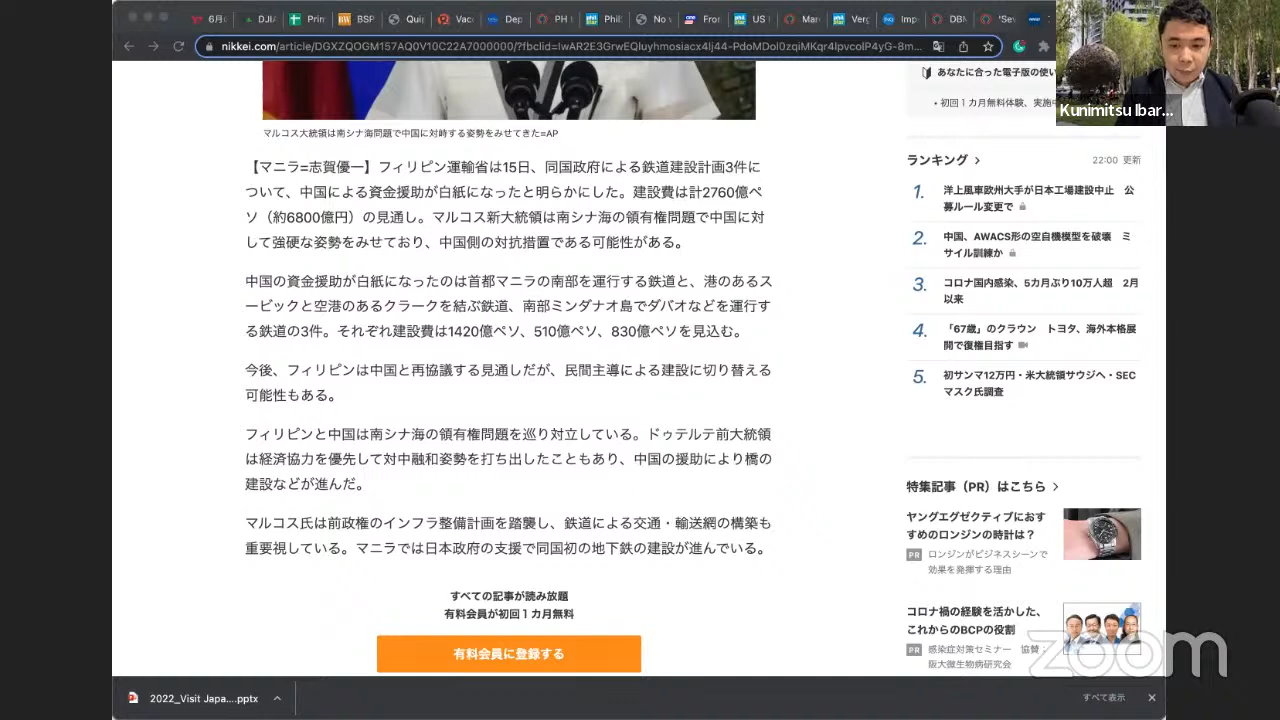 6月
DJI
Prin
BSP
Qui
Vac
Dep
PH
Phil
No v
Fron
US
Mar
Verg
Imp
DBM
'Sev
nikkei.com/article/DGXZQOGM157AQ0V10C22A7000000/?fbclid=
マルコス大統領は南シナ海問題で中国に対峙する姿勢をみせてきた=AP
【マニラ=志賀優一】フィリピン運輸省は15日、同国政府による鉄道建設計画3件に
ついて、中国による資金援助が白紙になったと明らかにした。建設費は計2760億ペ
ソ（約6800億円）の見通し。マルコス新大統領は南シナ海の領有権問題で中国に対
して強硬な姿勢をみせており、中国側の対抗措置である可能性がある。
中国の資金援助が白紙になったのは首都マニラの南部を運行する鉄道と、港のあるス
ービックと空港のあるクラークを結ぶ鉄道、南部ミンダナオ島でダバオなどを運行す
る鉄道の3件。それぞれ建設費は1420億ペソ、510億ペソ、830億ペソを見込む。
今後、フィリピンは中国と再協議する見通しだが、民間主導による建設に切り替える
可能性もある。
フィリピンと中国は南シナ海の領有権問題を巡り対立している。ドゥテルテ前大統領
は経済協力を優先して対中融和姿勢を打ち出したこともあり、中国の援助により橋の
建設などが進んだ。
マルコス氏は前政権のインフラ整備計画を踏襲し、鉄道による交通・輸送網の構築も
重要視している。マニラでは日本政府の支援で同国初の地下鉄の建設が進んでいる。
すべての記事が読み放題
有料会員が初回１カ月無料
有料会員に登録する
あなたに合った電子版の使い
・初回１カ月無料体験、実施中
Kunimitsu Ibar...
ランキング
22:00 更新
1. 洋上風車欧州大手が日本工場建設中止 公
募ルール変更で
2. 中国、AWACS形の空自機模型を破壊 ミ
サイル訓練か
3. コロナ国内感染、5カ月ぶり10万人超 2月
以来
4. 「67歳」のクラウン トヨタ、海外本格展
開で復権目指す
5. 初サンマ12万円・米大統領サウジへ・SEC
マスク氏調査
特集記事（PR）はこちら
ヤングエグゼクティブにおす
すめのロンジンの時計は？
PR ロンジンがビジネスシーンで
効果を発揮する理由
コロナ禍の経験を活かした、
これからのBCPの役割
PR 感染症対策セミナー 協賛：
阪大微生物病研究会
zoom
2022_Visit Japa....pptx
すべて表示